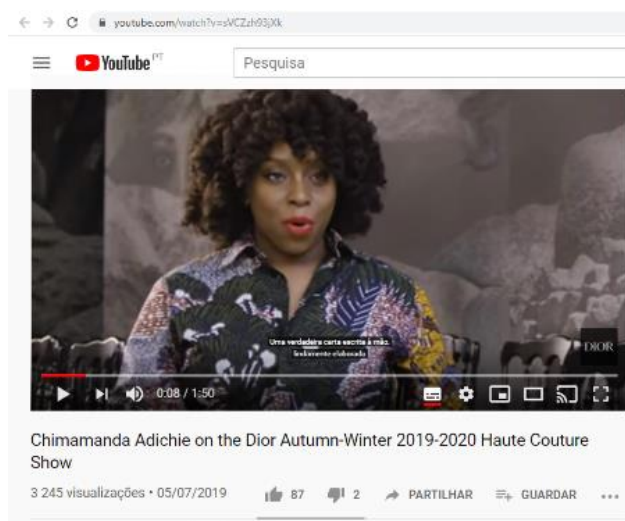 youtube.com/watch?v=sVCZzh93jXk
YouTube PT
Pesquisa
Uma verdadeira carta escrita à mão,
lindamente elaborada
DIOR
0:08 / 1:50
Chimamanda Adichie on the Dior Autumn-Winter 2019-2020 Haute Couture
Show
3 245 visualizações • 05/07/2019 87 2 PARTILHAR GUARDAR